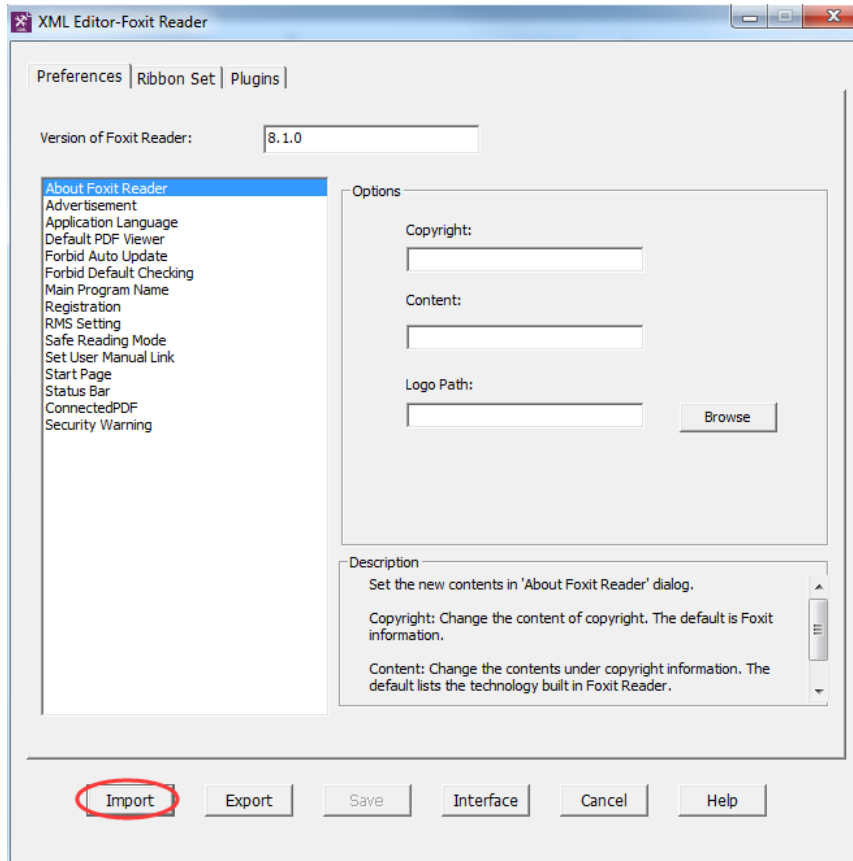 XML Editor-Foxit Reader
Preferences
Ribbon Set
Plugins
Version of Foxit Reader:
8.1.0
About Foxit Reader
Advertisement
Application Language
Default PDF Viewer
Forbid Auto Update
Forbid Default Checking
Main Program Name
Registration
RMS Setting
Safe Reading Mode
Set User Manual Link
Start Page
Status Bar
ConnectedPDF
Security Warning
Options
Copyright:
Content:
Logo Path:
Browse
Description
Set the new contents in 'About Foxit Reader' dialog.
Copyright: Change the content of copyright. The default is Foxit
information.
Content: Change the contents under copyright information. The
default lists the technology built in Foxit Reader.
Import
Export
Save
Interface
Cancel
Help